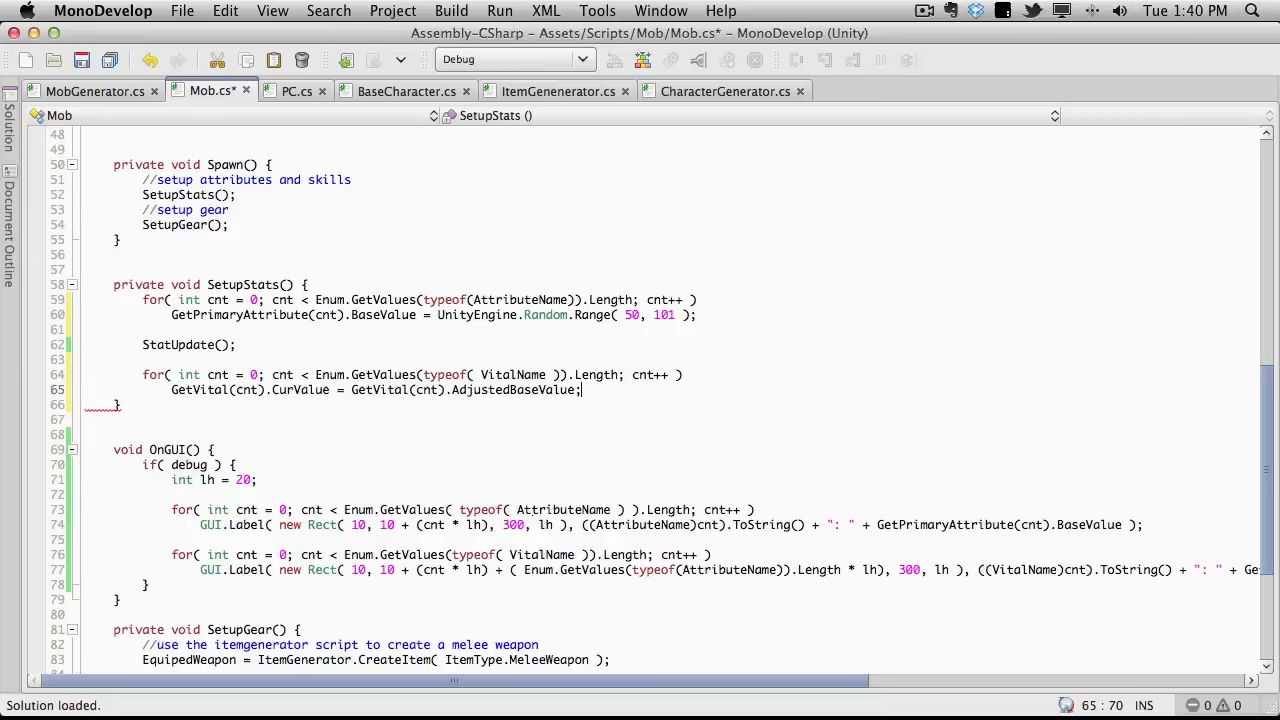 MonoDevelop File Edit View Search Project Build Run XML Tools Window Help Tue 1:40 PM
Assembly-CSharp – Assets/Scripts/Mob/Mob.cs* – MonoDevelop (Unity)
Debug
MobGenerator.cs Mob.cs* PC.cs BaseCharacter.cs ItemGenenerator.cs CharacterGenerator.cs
Mob SetupStats ()
Solution
Document Outline
48
49
50 private void Spawn() {
51 //setup attributes and skills
52 SetupStats();
53 //setup gear
54 SetupGear();
55 }
56
57
58 private void SetupStats() {
59 for( int cnt = 0; cnt < Enum.GetValues(typeof(AttributeName)).Length; cnt++ )
60 GetPrimaryAttribute(cnt).BaseValue = UnityEngine.Random.Range( 50, 101 );
61
62 StatUpdate();
63
64 for( int cnt = 0; cnt < Enum.GetValues(typeof( VitalName )).Length; cnt++ )
65 GetVital(cnt).CurValue = GetVital(cnt).AdjustedBaseValue;
66 }
67
68
69 void OnGUI() {
70 if( debug ) {
71 int lh = 20;
72
73 for( int cnt = 0; cnt < Enum.GetValues( typeof( AttributeName ) ).Length; cnt++ )
74 GUI.Label( new Rect( 10, 10 + (cnt * lh), 300, lh ), ((AttributeName)cnt).ToString() + ": " + GetPrimaryAttribute(cnt).BaseValue );
75
76 for( int cnt = 0; cnt < Enum.GetValues(typeof( VitalName )).Length; cnt++ )
77 GUI.Label( new Rect( 10, 10 + (cnt * lh) + ( Enum.GetValues(typeof(AttributeName)).Length * lh), 300, lh ), ((VitalName)cnt).ToString() + ": " + Ge
78 }
79 }
80
81 private void SetupGear() {
82 //use the itemgenerator script to create a melee weapon
83 EquipedWeapon = ItemGenerator.CreateItem( ItemType.MeleeWeapon );
Solution loaded. 65 : 70 INS 0 0